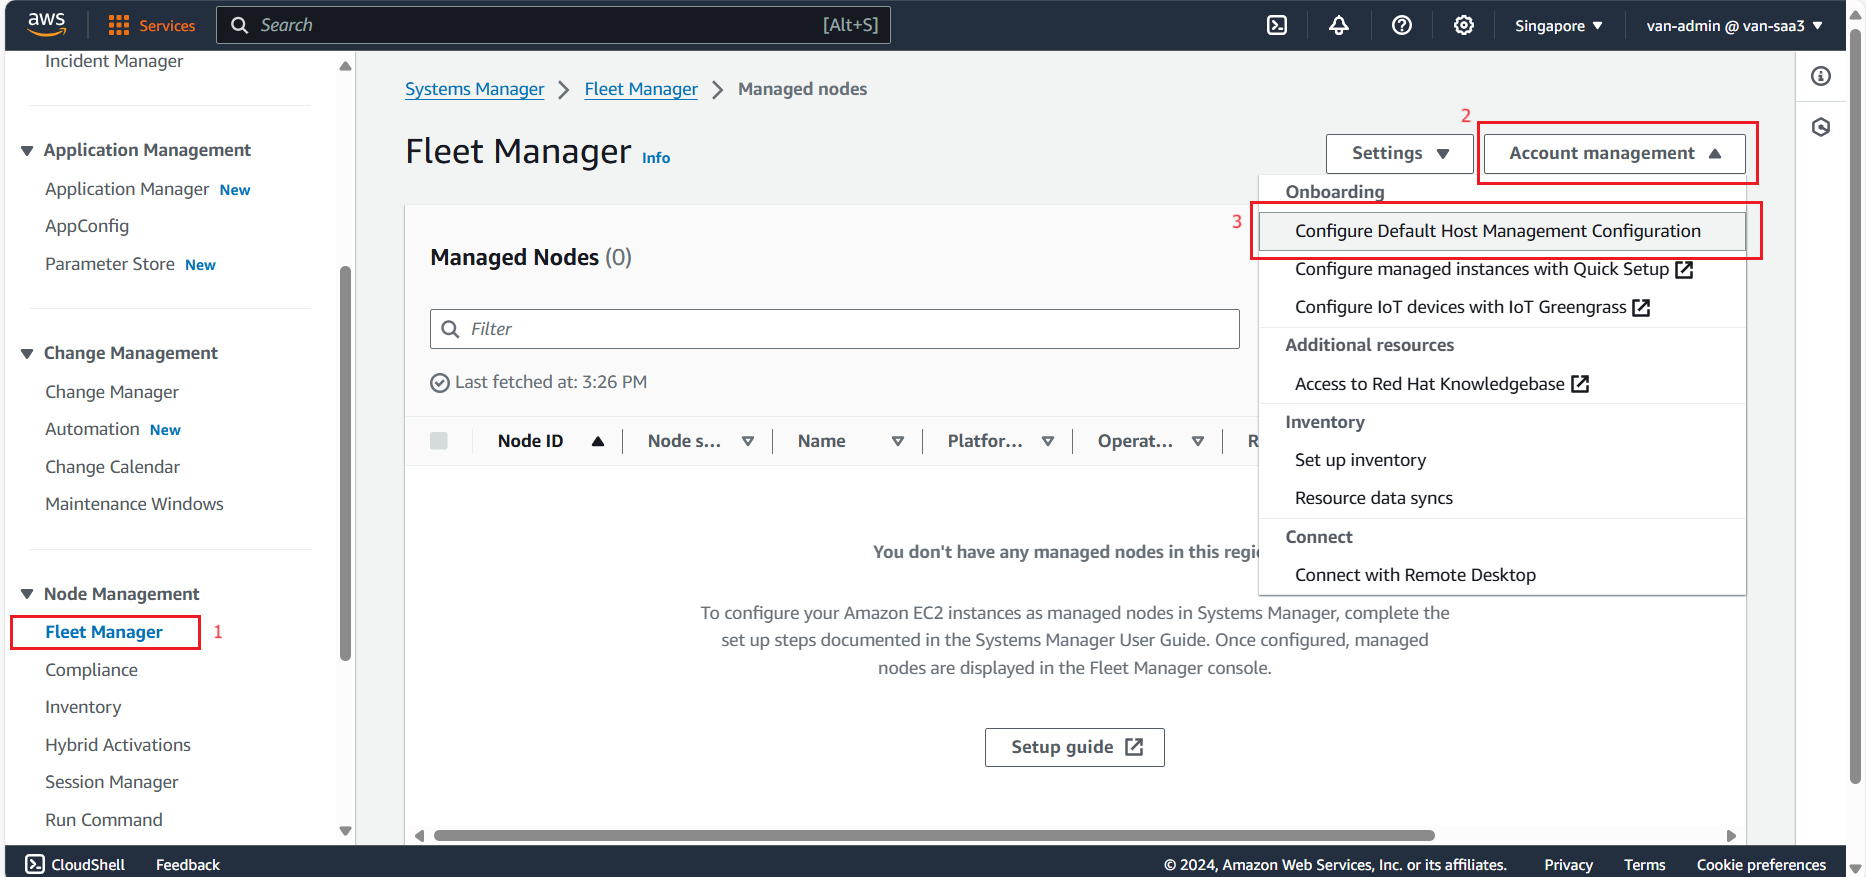 aws
Services
Search
[Alt+S]
Singapore
van-admin @ van-saa3
Incident Manager
Application Management
Application Manager New
AppConfig
Parameter Store New
Change Management
Change Manager
Automation New
Change Calendar
Maintenance Windows
Node Management
Fleet Manager
1
Compliance
Inventory
Hybrid Activations
Session Manager
Run Command
Systems Manager
Fleet Manager
Managed nodes
Fleet Manager Info
Settings
2
Account management
Onboarding
3
Configure Default Host Management Configuration
Configure managed instances with Quick Setup
Configure IoT devices with IoT Greengrass
Additional resources
Access to Red Hat Knowledgebase
Inventory
Set up inventory
Resource data syncs
Connect
Connect with Remote Desktop
Managed Nodes (0)
Filter
Last fetched at: 3:26 PM
Node ID
Node s...
Name
Platfor...
Operat...
R
You don't have any managed nodes in this regi
To configure your Amazon EC2 instances as managed nodes in Systems Manager, complete the
set up steps documented in the Systems Manager User Guide. Once configured, managed
nodes are displayed in the Fleet Manager console.
Setup guide
CloudShell
Feedback
© 2024, Amazon Web Services, Inc. or its affiliates.
Privacy
Terms
Cookie preferences